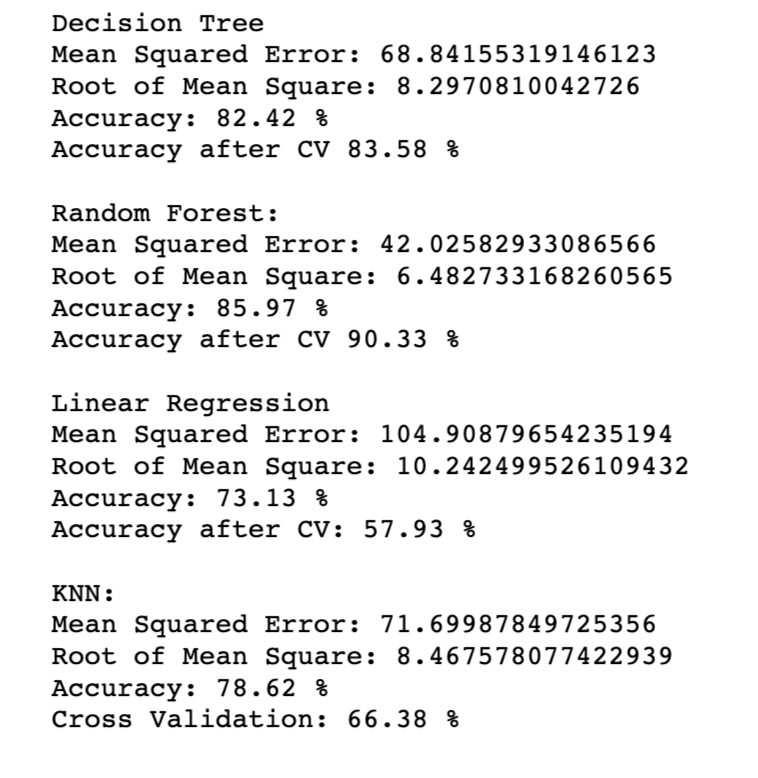 Decision Tree
Mean Squared Error: 68.84155319146123
Root of Mean Square: 8.2970810042726
Accuracy: 82.42 %
Accuracy after CV 83.58 %
Random Forest:
Mean Squared Error: 42.02582933086566
Root of Mean Square: 6.482733168260565
Accuracy: 85.97 %
Accuracy after CV 90.33 %
Linear Regression
Mean Squared Error: 104.90879654235194
Root of Mean Square: 10.242499526109432
Accuracy: 73.13 %
Accuracy after CV: 57.93 %
KNN:
Mean Squared Error: 71.69987849725356
Root of Mean Square: 8.467578077422939
Accuracy: 78.62 %
Cross Validation: 66.38 %